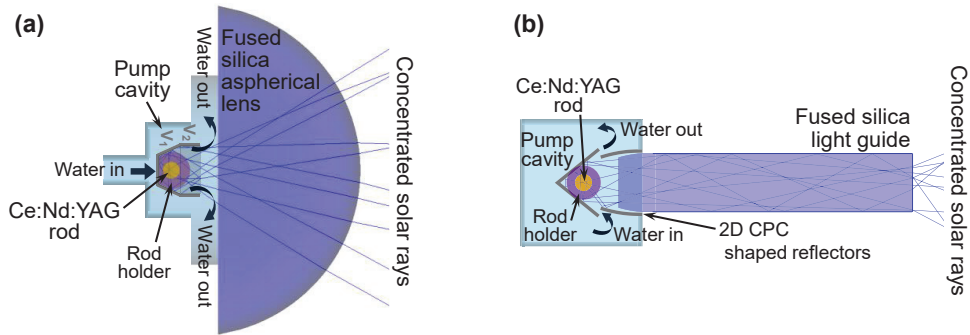 (a)
Pump
cavity
Water out
Fused
silica
aspherical
lens
Concentrated solar rays
V1
V2
Water in
Ce:Nd:YAG
rod
Rod
holder
Water out
(b)
Ce:Nd:YAG
rod
Water out
Pump
cavity
Fused silica
light guide
Rod
holder
Water in
2D CPC
shaped reflectors
Concentrated solar rays